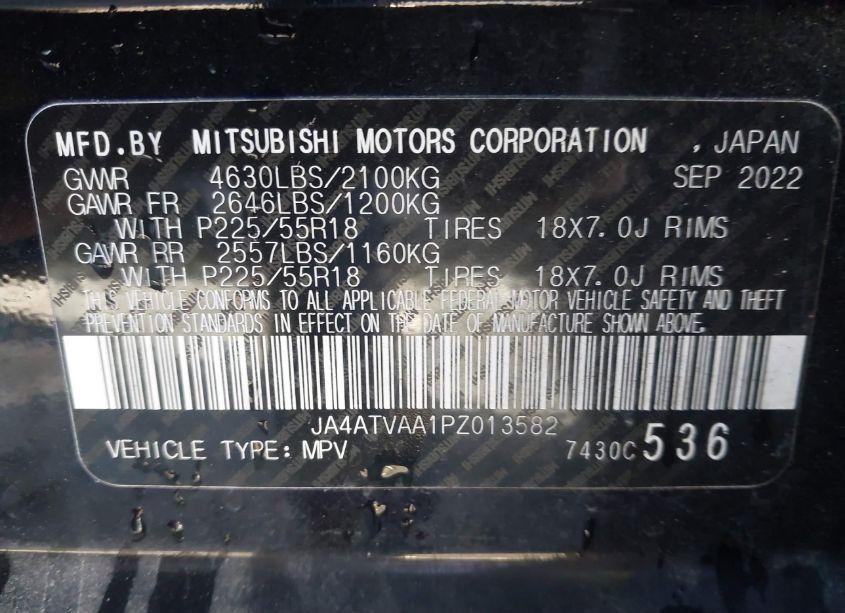 MFD.BY MITSUBISHI MOTORS CORPORATION , JAPAN
GVWR 4630LBS/2100KG SEP 2022
GAWR FR 2646LBS/1200KG
WITH P225/55R18 TIRES 18X7.0J RIMS
GAWR RR 2557LBS/1160KG
WITH P225/55R18 TIRES 18X7.0J RIMS
THIS VEHICLE CONFORMS TO ALL APPLICABLE FEDERAL MOTOR VEHICLE SAFETY AND THEFT
PREVENTION STANDARDS IN EFFECT ON THE DATE OF MANUFACTURE SHOWN ABOVE.
JA4ATVAA1PZ013582
VEHICLE TYPE: MPV 7430C 536